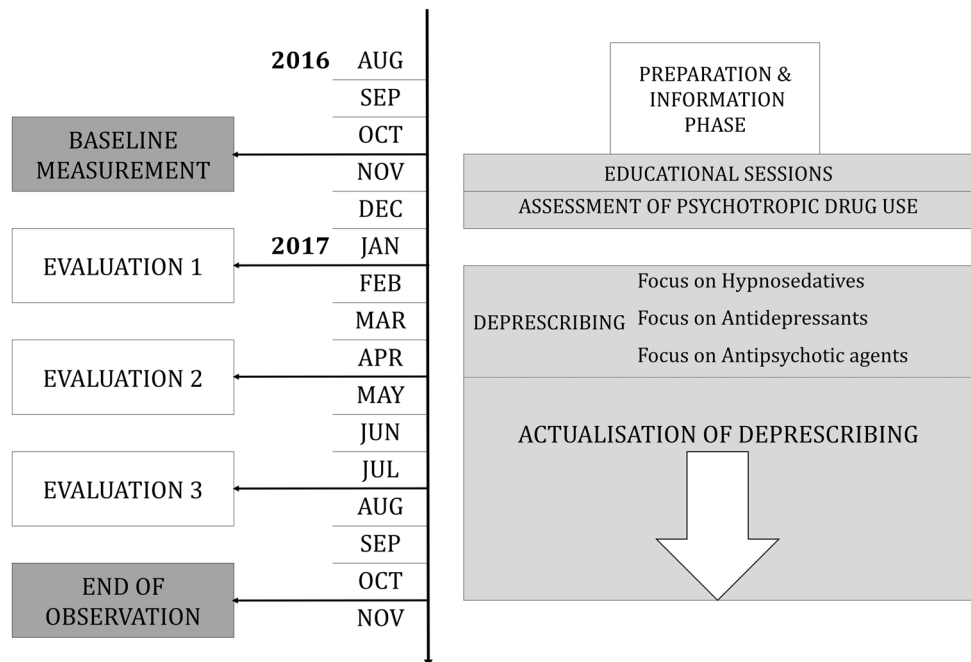 2016
AUG
SEP
OCT
NOV
DEC
2017
JAN
FEB
MAR
APR
MAY
JUN
JUL
AUG
SEP
OCT
NOV
BASELINE
MEASUREMENT
EVALUATION 1
EVALUATION 2
EVALUATION 3
END OF
OBSERVATION
PREPARATION &
INFORMATION
PHASE
EDUCATIONAL SESSIONS
ASSESSMENT OF PSYCHOTROPIC DRUG USE
DEPRESCRIBING
Focus on Hypnosedatives
Focus on Antidepressants
Focus on Antipsychotic agents
ACTUALISATION OF DEPRESCRIBING